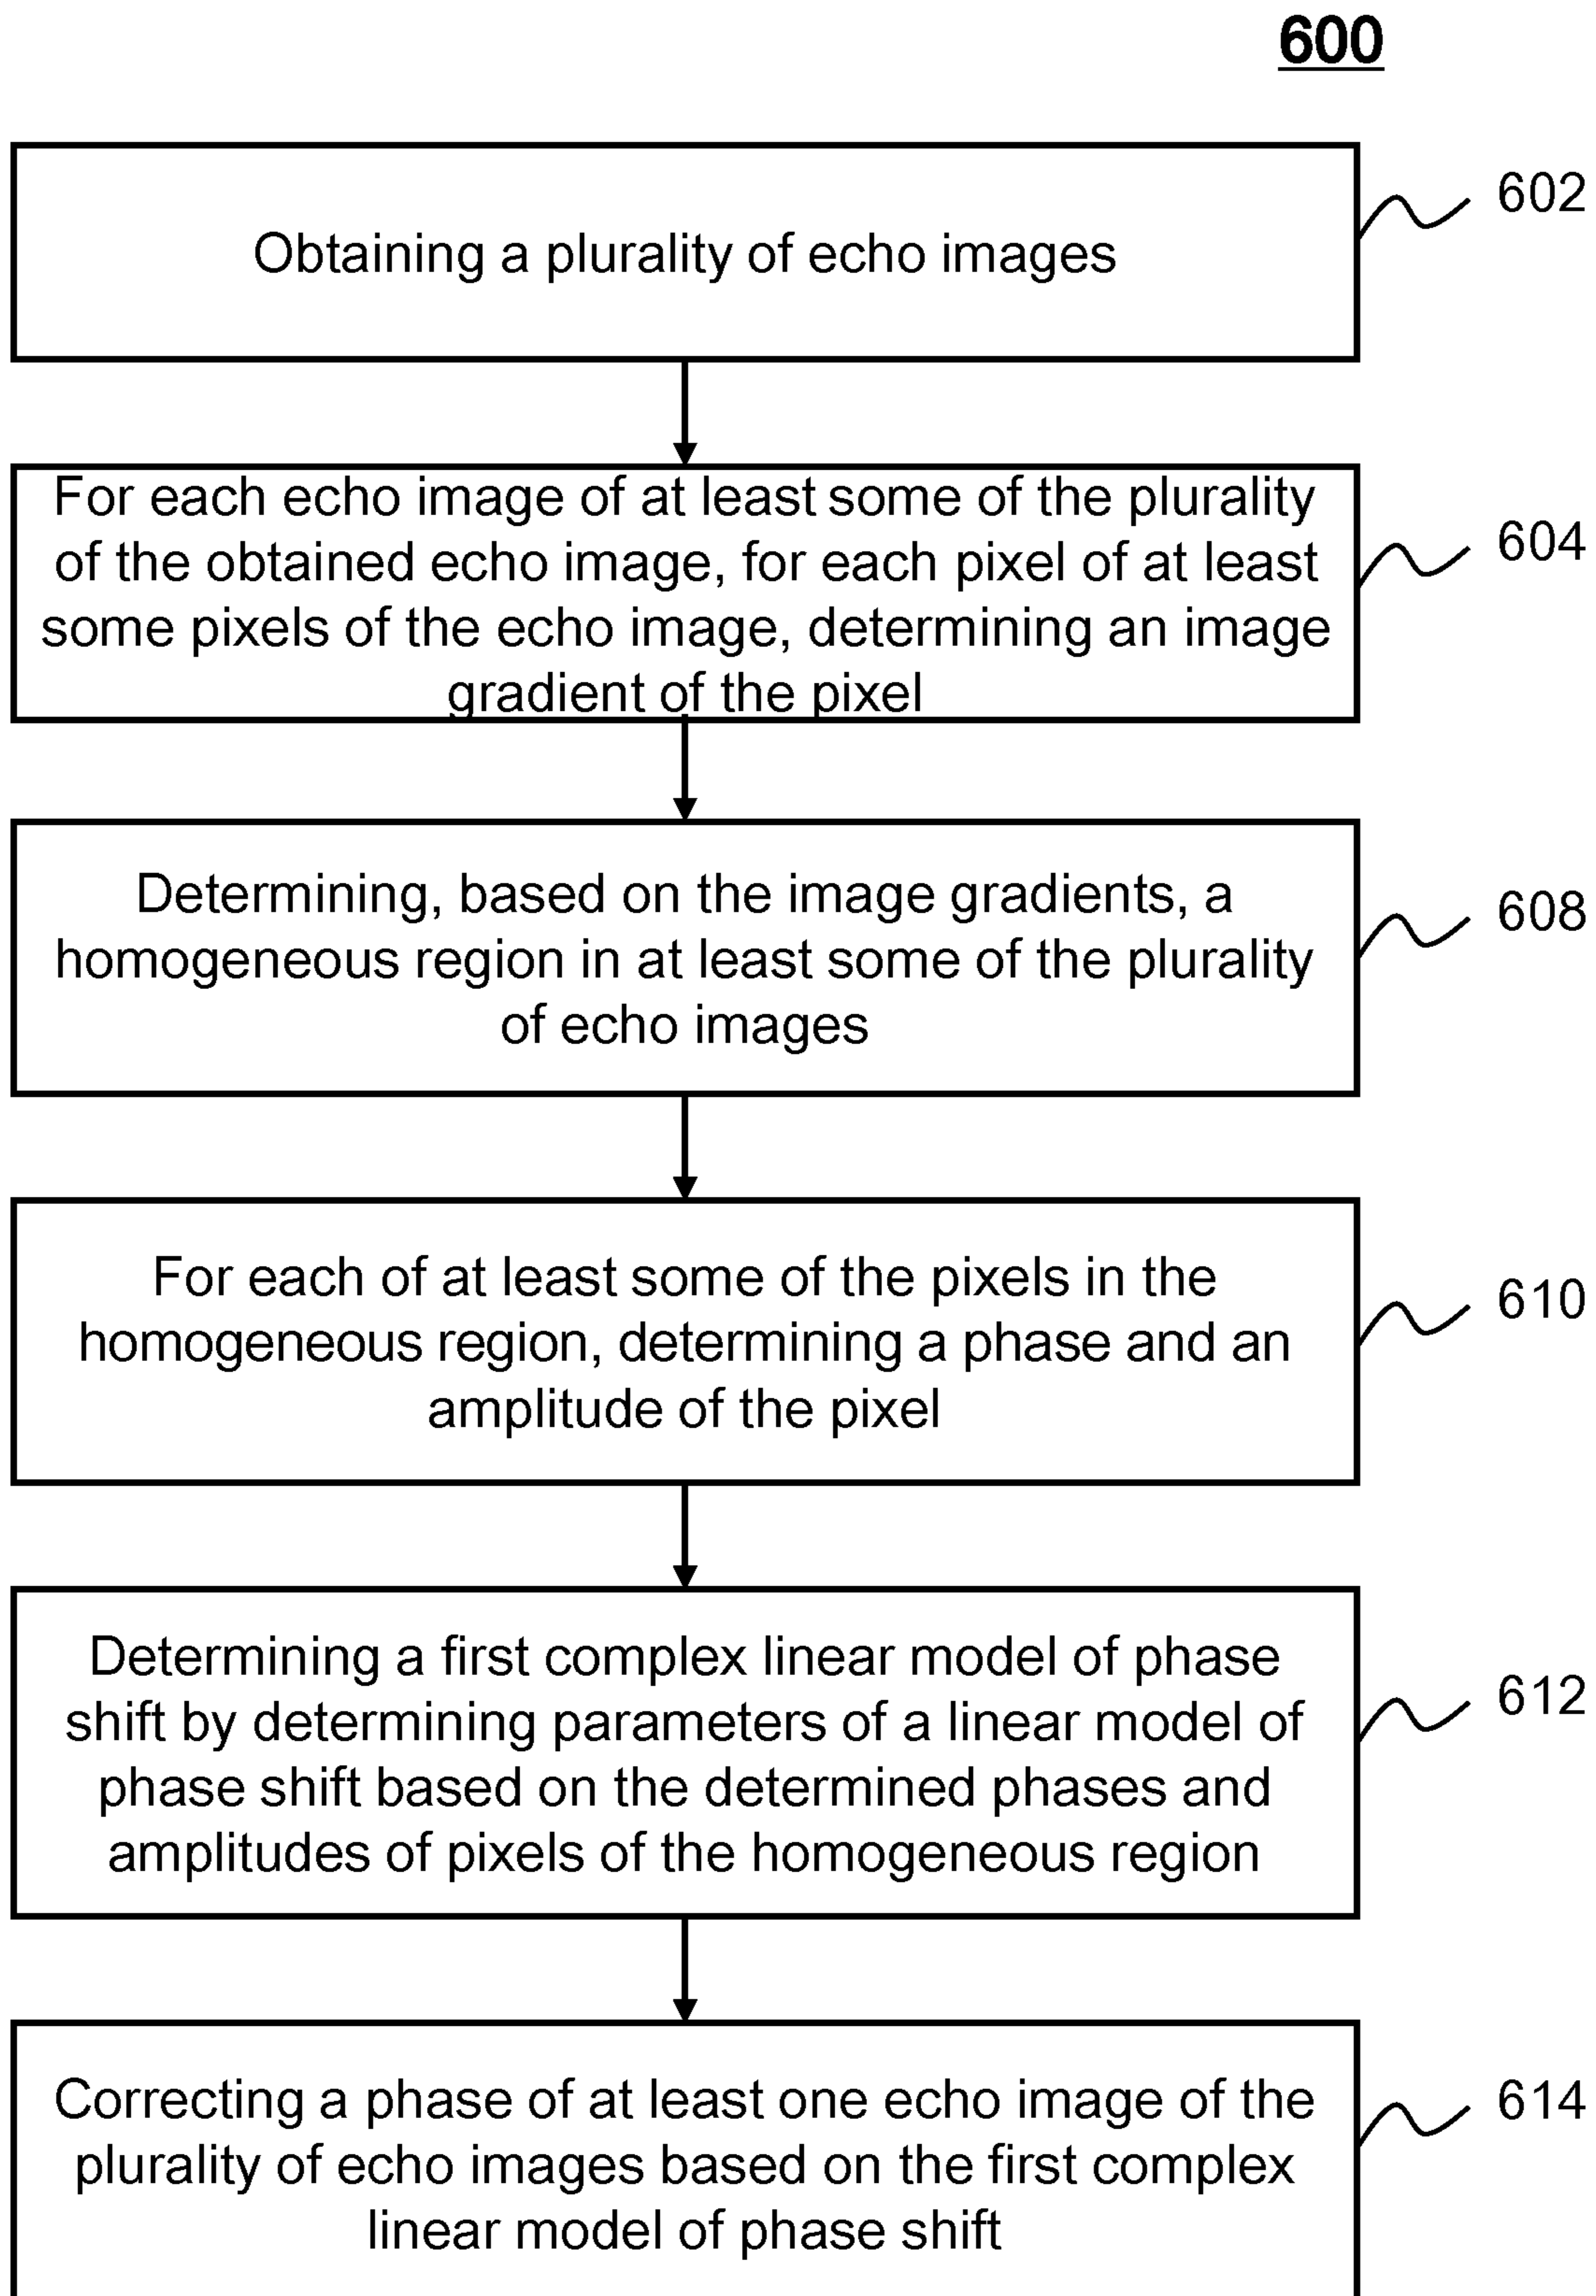 600
Obtaining a plurality of echo images
602
For each echo image of at least some of the plurality
of the obtained echo image, for each pixel of at least
some pixels of the echo image, determining an image
gradient of the pixel
604
Determining, based on the image gradients, a
homogeneous region in at least some of the plurality
of echo images
608
For each of at least some of the pixels in the
homogeneous region, determining a phase and an
amplitude of the pixel
610
Determining a first complex linear model of phase
shift by determining parameters of a linear model of
phase shift based on the determined phases and
amplitudes of pixels of the homogeneous region
612
Correcting a phase of at least one echo image of the
plurality of echo images based on the first complex
linear model of phase shift
614